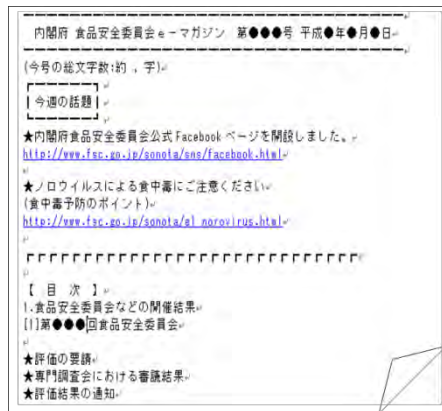 内閣府 食品安全委員会e-マガジン 第●●●号 平成●年●月●日
(今号の総文字数:約 , 字)
今週の話題
★内閣府食品安全委員会公式Facebookページを開設しました。
http://www.fsc.go.jp/sonota/sns/facebook.html
★ノロウイルスによる食中毒にご注意ください
(食中毒予防のポイント)
http://www.fsc.go.jp/sonota/e1_norovirus.html
【 目 次 】
1.食品安全委員会などの開催結果
[1]第●●●回食品安全委員会
★評価の要請
★専門調査会における審議結果
★評価結果の通知